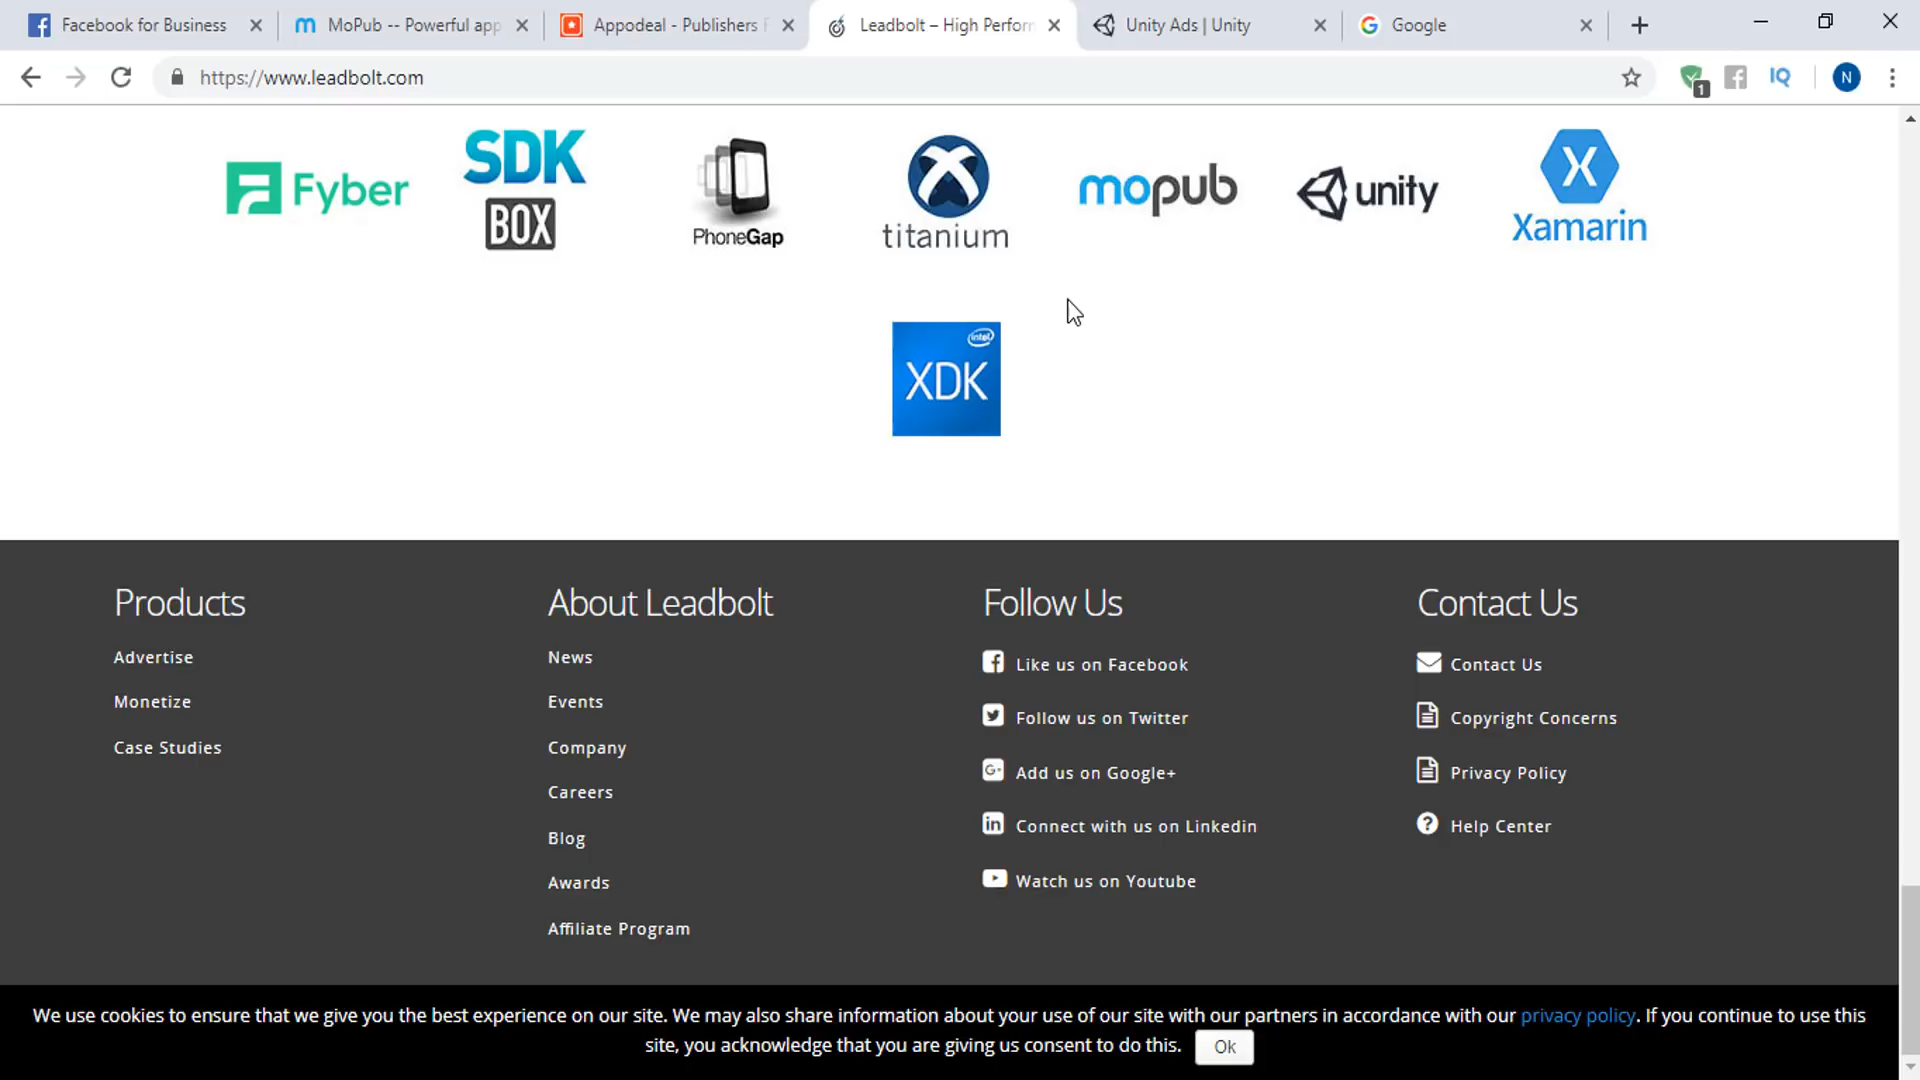 Facebook for Business
MoPub -- Powerful app
Appodeal - Publishers F
Leadbolt – High Perform
Unity Ads | Unity
Google
https://www.leadbolt.com
1
IQ
N
Fyber
SDK
BOX
PhoneGap
titanium
mopub
unity
Xamarin
intel
XDK
Products
Advertise
Monetize
Case Studies
About Leadbolt
News
Events
Company
Careers
Blog
Awards
Affiliate Program
Follow Us
Like us on Facebook
Follow us on Twitter
Add us on Google+
Connect with us on Linkedin
Watch us on Youtube
Contact Us
Contact Us
Copyright Concerns
Privacy Policy
Help Center
We use cookies to ensure that we give you the best experience on our site. We may also share information about your use of our site with our partners in accordance with our privacy policy. If you continue to use this
site, you acknowledge that you are giving us consent to do this. Ok